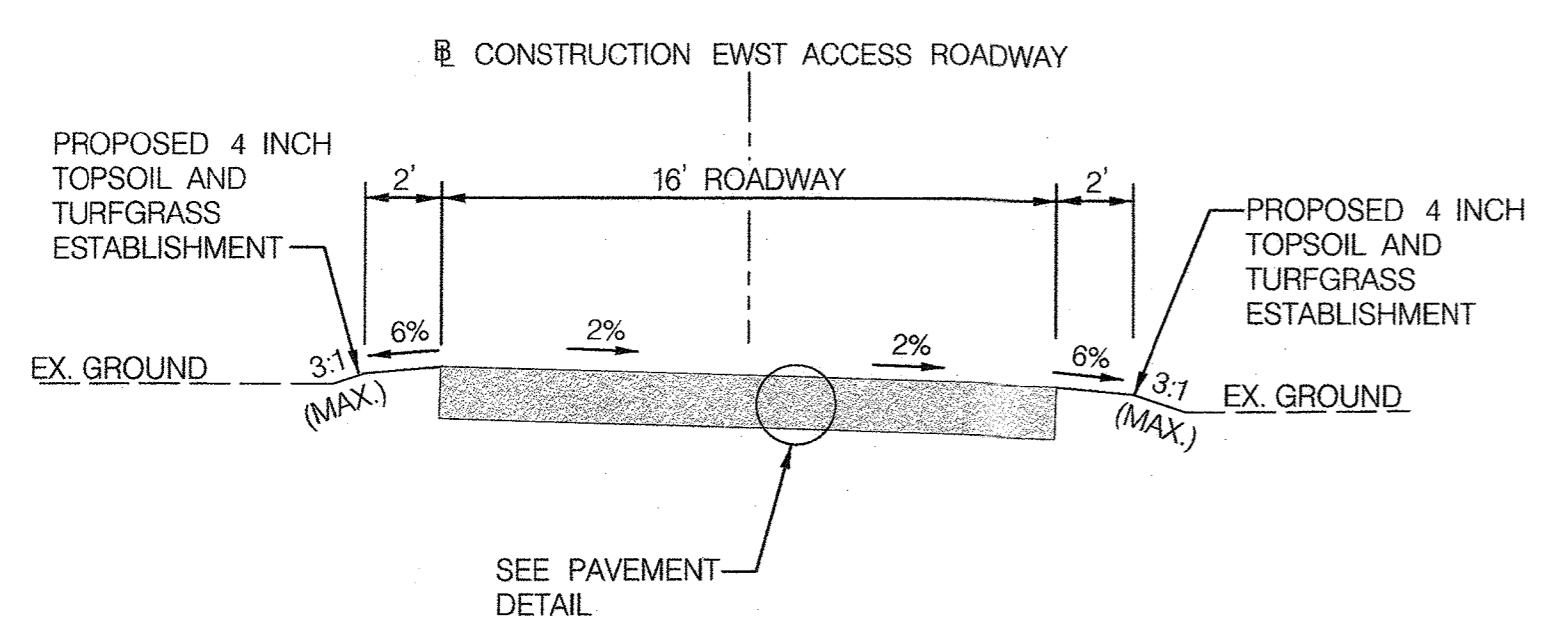 BL CONSTRUCTION EWST ACCESS ROADWAY
PROPOSED 4 INCH
TOPSOIL AND
TURFGRASS
ESTABLISHMENT
2'
16' ROADWAY
2'
PROPOSED 4 INCH
TOPSOIL AND
TURFGRASS
ESTABLISHMENT
EX. GROUND
3:1
(MAX.)
6%
2%
2%
6%
3:1
(MAX.)
EX. GROUND
SEE PAVEMENT
DETAIL